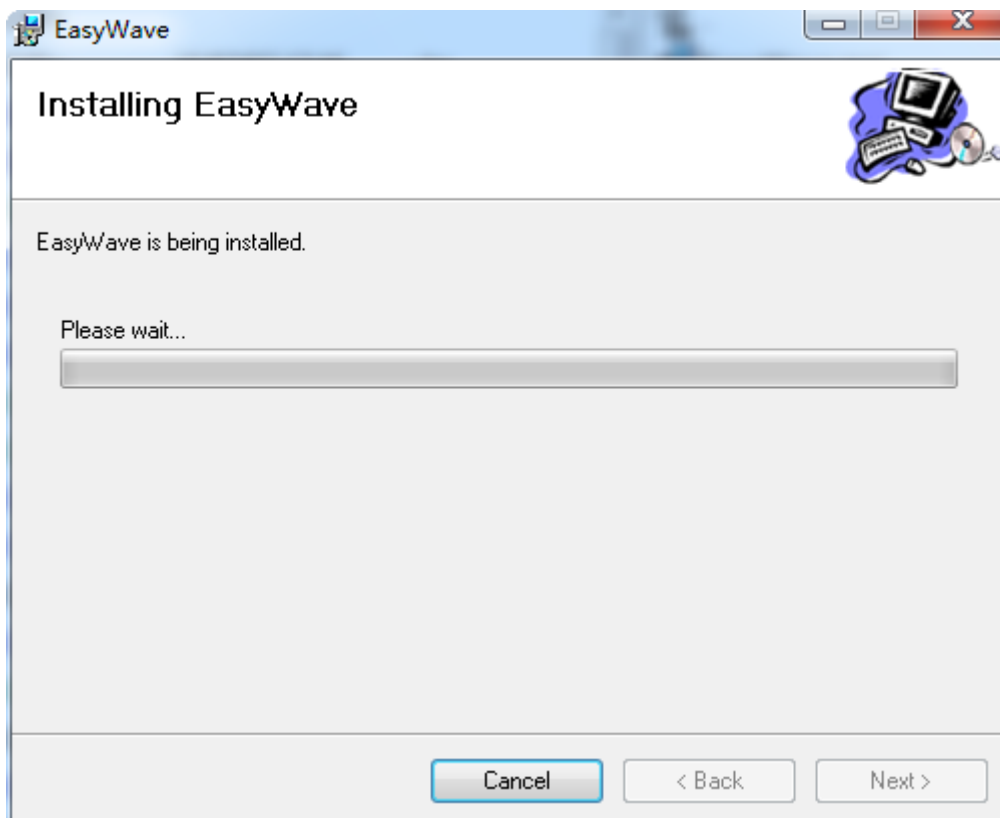 EasyWave
Installing EasyWave
EasyWave is being installed.
Please wait...
Cancel
< Back
Next >